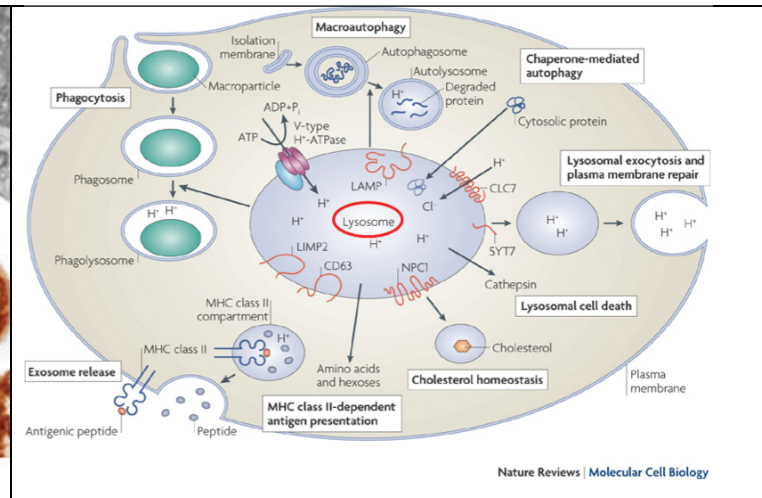 Macroautophagy
Isolation
membrane
Autophagosome
Autolysosome
Degraded
protein
H⁺
Chaperone-mediated
autophagy
Cytosolic protein
Phagocytosis
Macroparticle
Phagosome
H⁺ H⁺
Phagolysosome
ADP+Pᵢ
ATP
V-type
H⁺-ATPase
LAMP
H⁺
Cl⁻
CLC7
H⁺
H⁺
Lysosome
H⁺
H⁺
LIMP2
CD63
NPC1
SYT7
Lysosomal exocytosis and
plasma membrane repair
H⁺
H⁺
H⁺ H⁺
H⁺
Cathepsin
Lysosomal cell death
Cholesterol
Cholesterol homeostasis
Amino acids
and hexoses
MHC class II
compartment
H⁺
MHC class II
Exosome release
MHC class II-dependent
antigen presentation
Antigenic peptide
Peptide
Plasma
membrane
Nature Reviews | Molecular Cell Biology